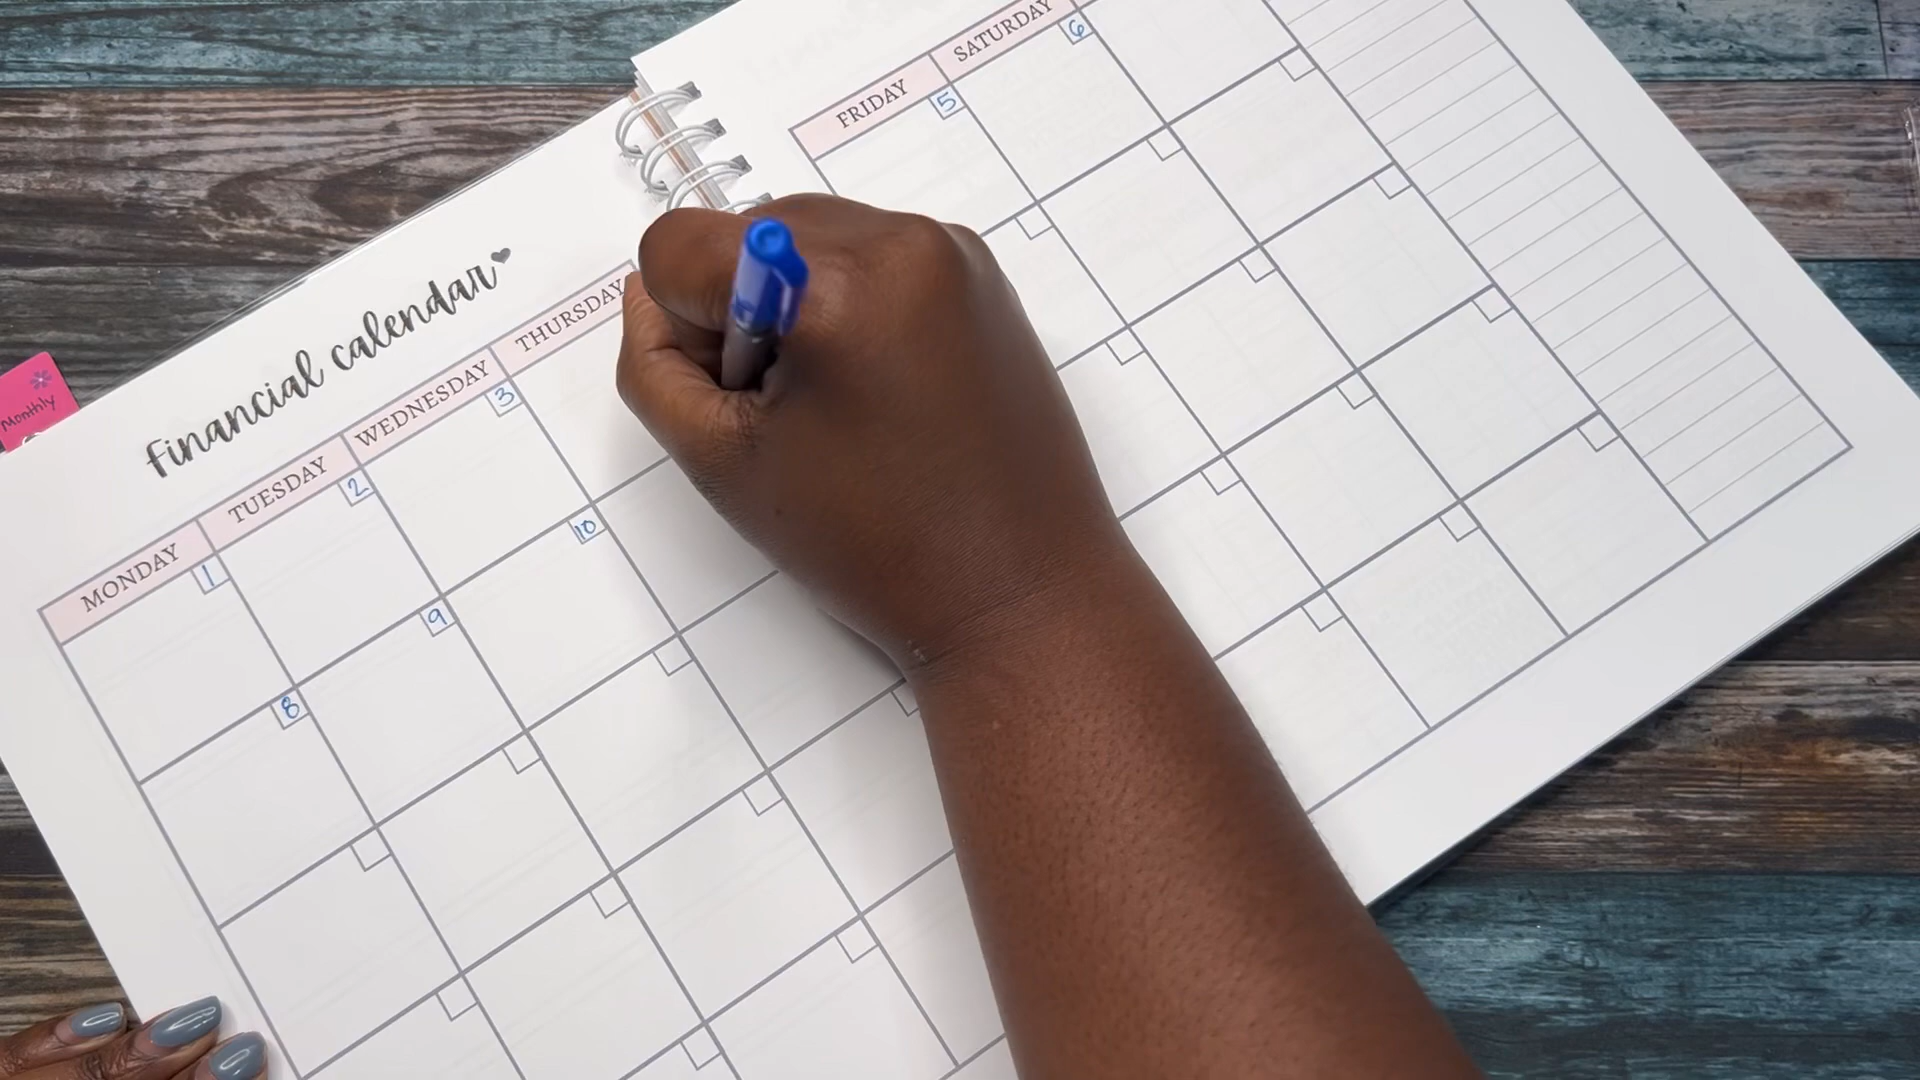 Monthly
Financial calendar
MONDAY TUESDAY WEDNESDAY THURSDAY FRIDAY SATURDAY
1 2 3 5 6
8 9 10